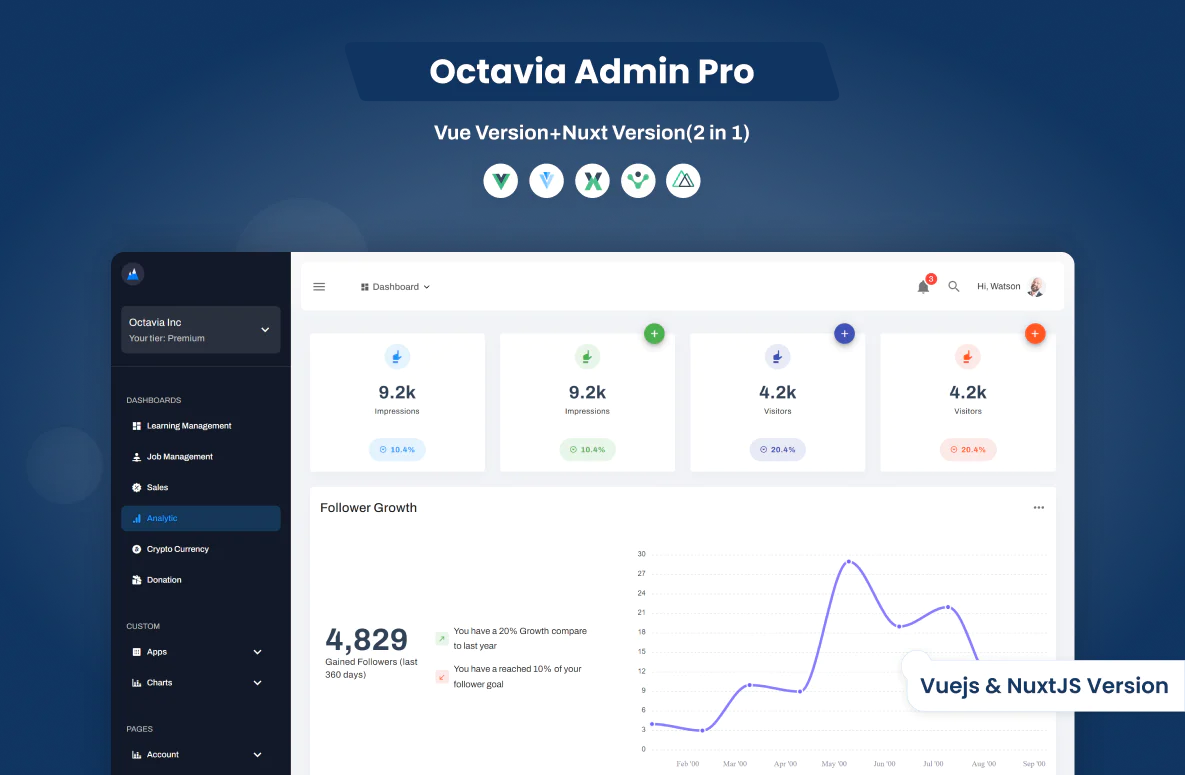 Octavia Admin Pro
Vue Version+Nuxt Version(2 in 1)
Octavia Inc
Your tier: Premium
DASHBOARDS
Learning Management
Job Management
Sales
Analytic
Crypto Currency
Donation
CUSTOM
Apps
Charts
PAGES
Account
Dashboard
3
Hi, Watson
9.2k
Impressions
10.4%
9.2k
Impressions
10.4%
4.2k
Visitors
20.4%
4.2k
Visitors
20.4%
Follower Growth
4,829
Gained Followers (last
360 days)
You have a 20% Growth compare
to last year
You have a reached 10% of your
follower goal
30
27
24
21
18
15
12
9
6
3
0
Feb '00 Mar '00 Apr '00 May '00 Jun '00 Jul '00 Aug '00 Sep '00
Vuejs & NuxtJS Version